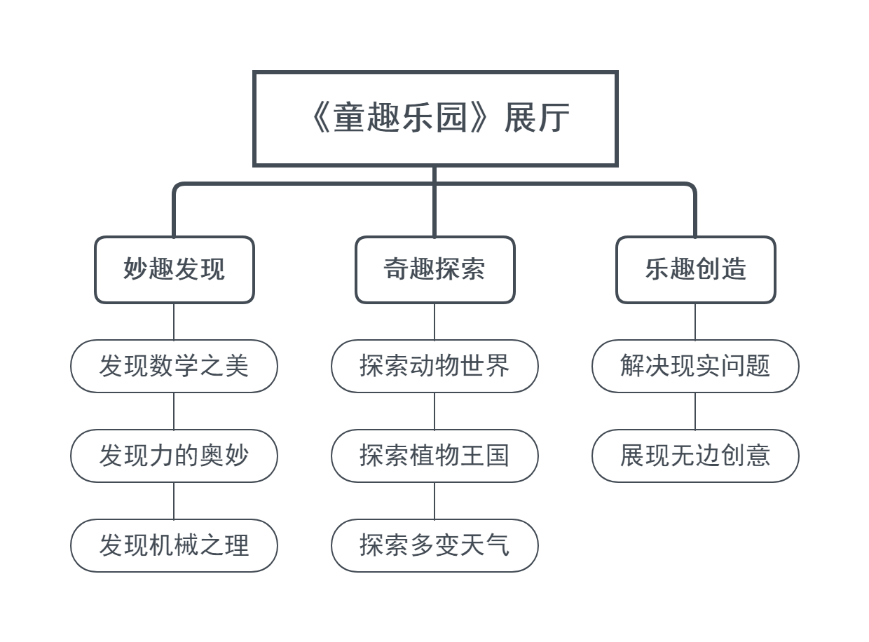 《童趣乐园》展厅
妙趣发现
奇趣探索
乐趣创造
发现数学之美
探索动物世界
解决现实问题
发现力的奥妙
探索植物王国
展现无边创意
发现机械之理
探索多变天气